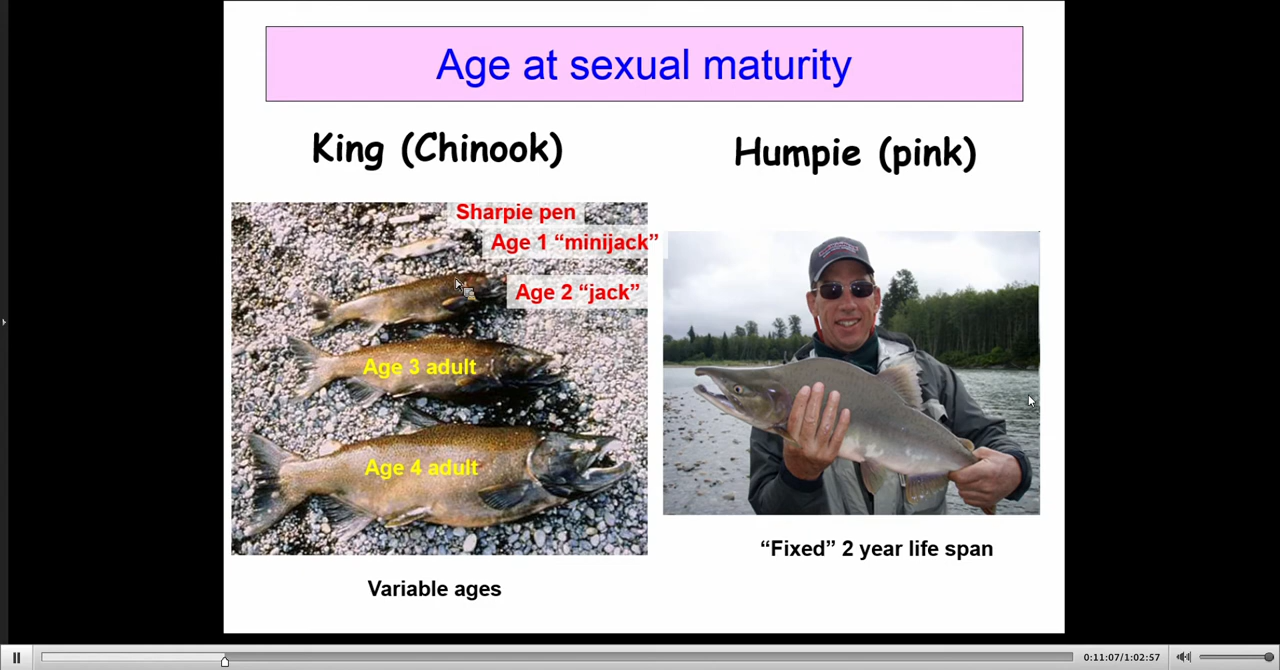 Age at sexual maturity
King (Chinook)
Humpie (pink)
Sharpie pen
Age 1 “minijack”
Age 2 “jack”
Age 3 adult
Age 4 adult
“Fixed” 2 year life span
Variable ages
0:11:07/1:02:57